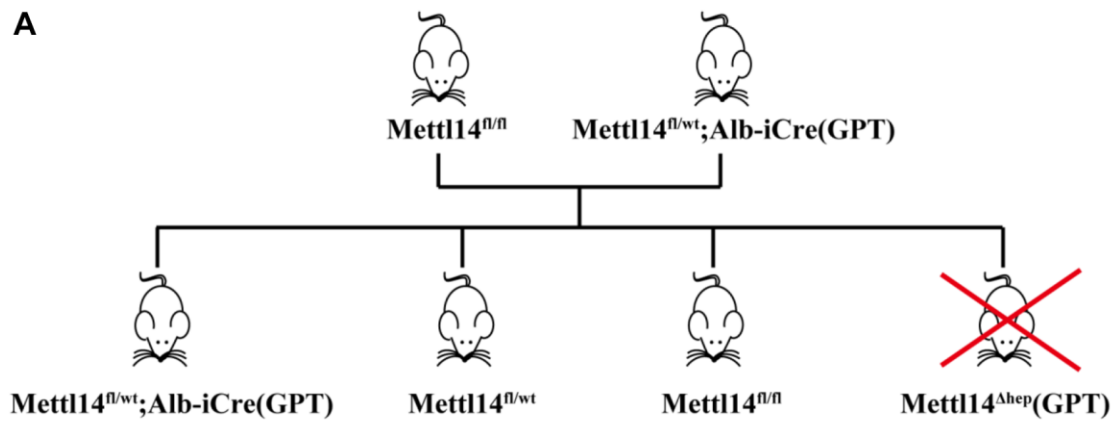 A
Mettl14fl/fl
Mettl14fl/wt;Alb-iCre(GPT)
Mettl14fl/wt;Alb-iCre(GPT)
Mettl14fl/wt
Mettl14fl/fl
Mettl14Δhep(GPT)